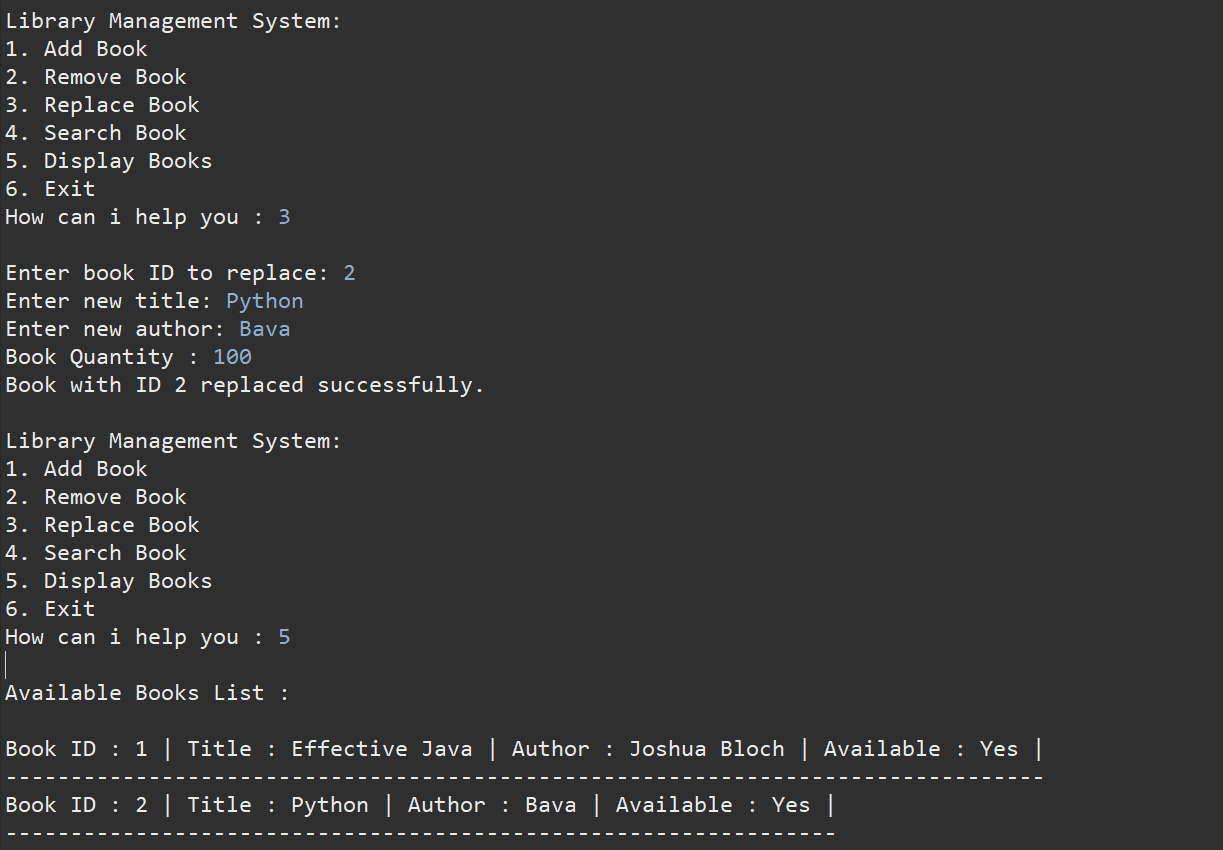 Library Management System:
1. Add Book
2. Remove Book
3. Replace Book
4. Search Book
5. Display Books
6. Exit
How can i help you : 3
Enter book ID to replace: 2
Enter new title: Python
Enter new author: Bava
Book Quantity : 100
Book with ID 2 replaced successfully.
Library Management System:
1. Add Book
2. Remove Book
3. Replace Book
4. Search Book
5. Display Books
6. Exit
How can i help you : 5
Available Books List :
Book ID : 1 | Title : Effective Java | Author : Joshua Bloch | Available : Yes |
--------------------------------------------------------------------------------
Book ID : 2 | Title : Python | Author : Bava | Available : Yes |
----------------------------------------------------------------